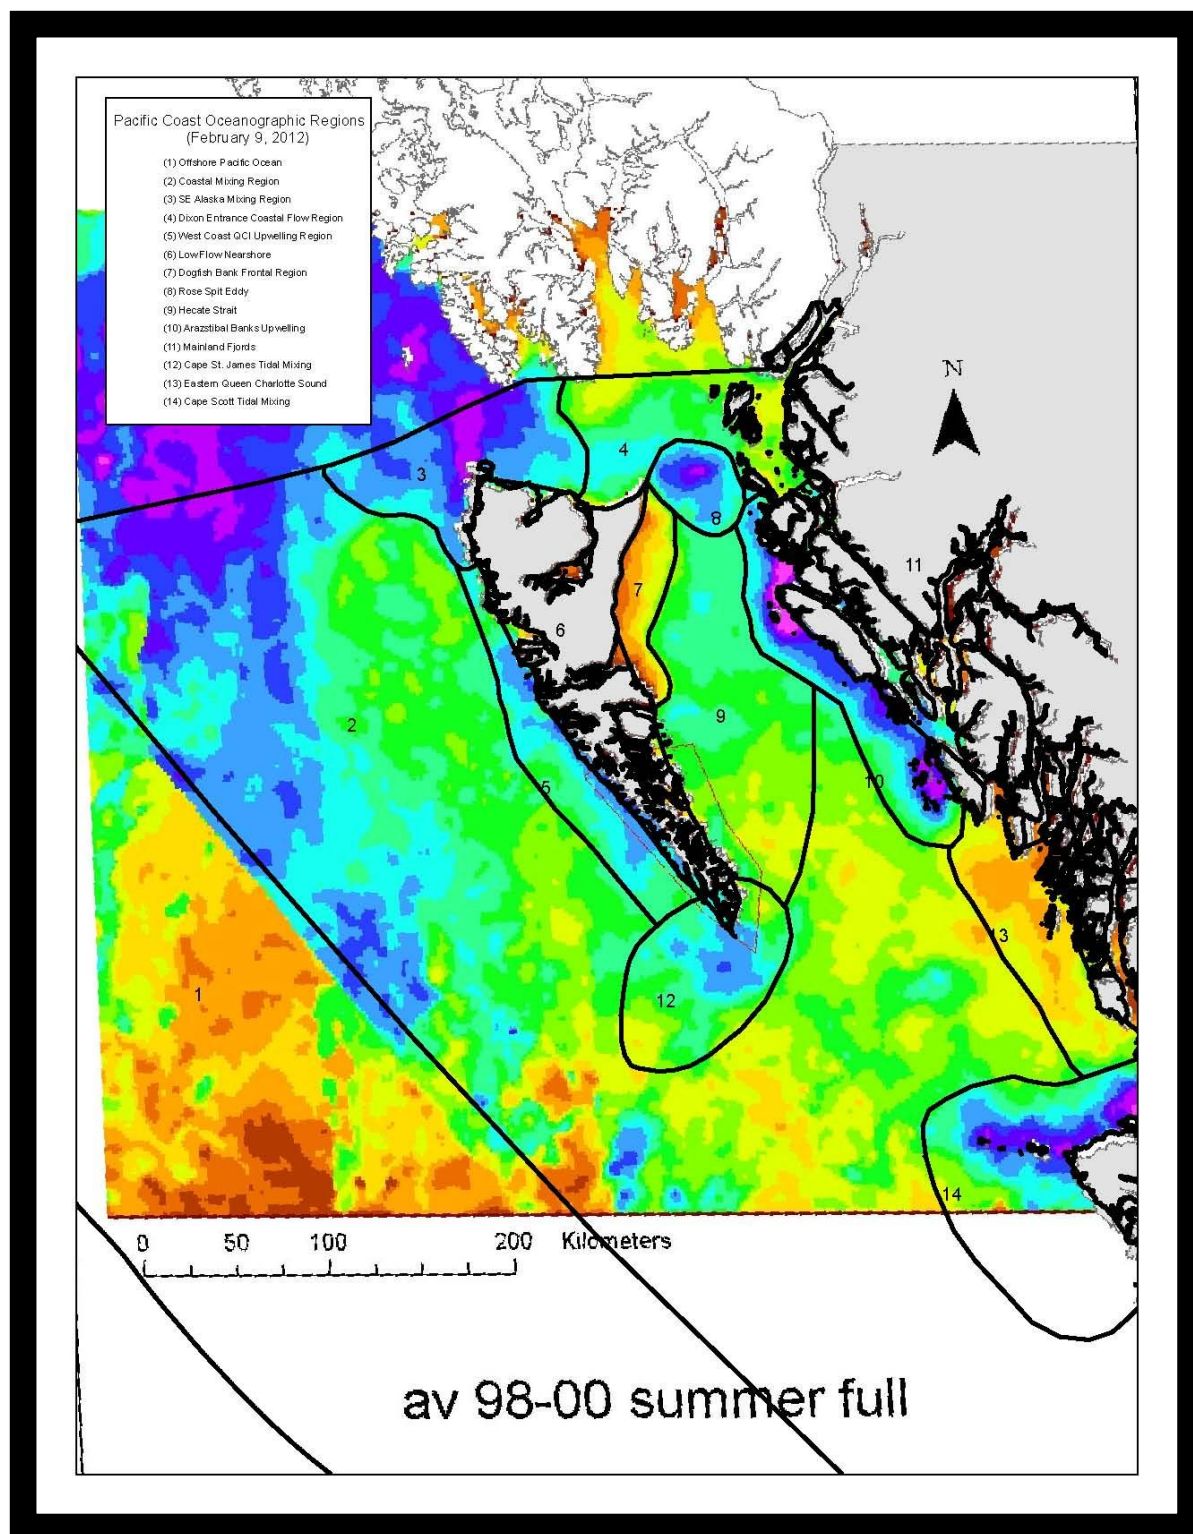 Pacific Coast Oceanographic Regions
(February 9, 2012)
(1) Offshore Pacific Ocean
(2) Coastal Mixing Region
(3) SE Alaska Mixing Region
(4) Dixon Entrance Coastal Flow Region
(5) West Coast QCI Upwelling Region
(6) Low Flow Nearshore
(7) Dogfish Bank Frontal Region
(8) Rose Spit Eddy
(9) Hecate Strait
(10) Arazstibal Banks Upwelling
(11) Mainland Fjords
(12) Cape St. James Tidal Mixing
(13) Eastern Queen Charlotte Sound
(14) Cape Scott Tidal Mixing
N
4
3
8
11
7
6
9
2
10
5
13
1
12
14
0 50 100 200 Kilometers
av 98-00 summer full